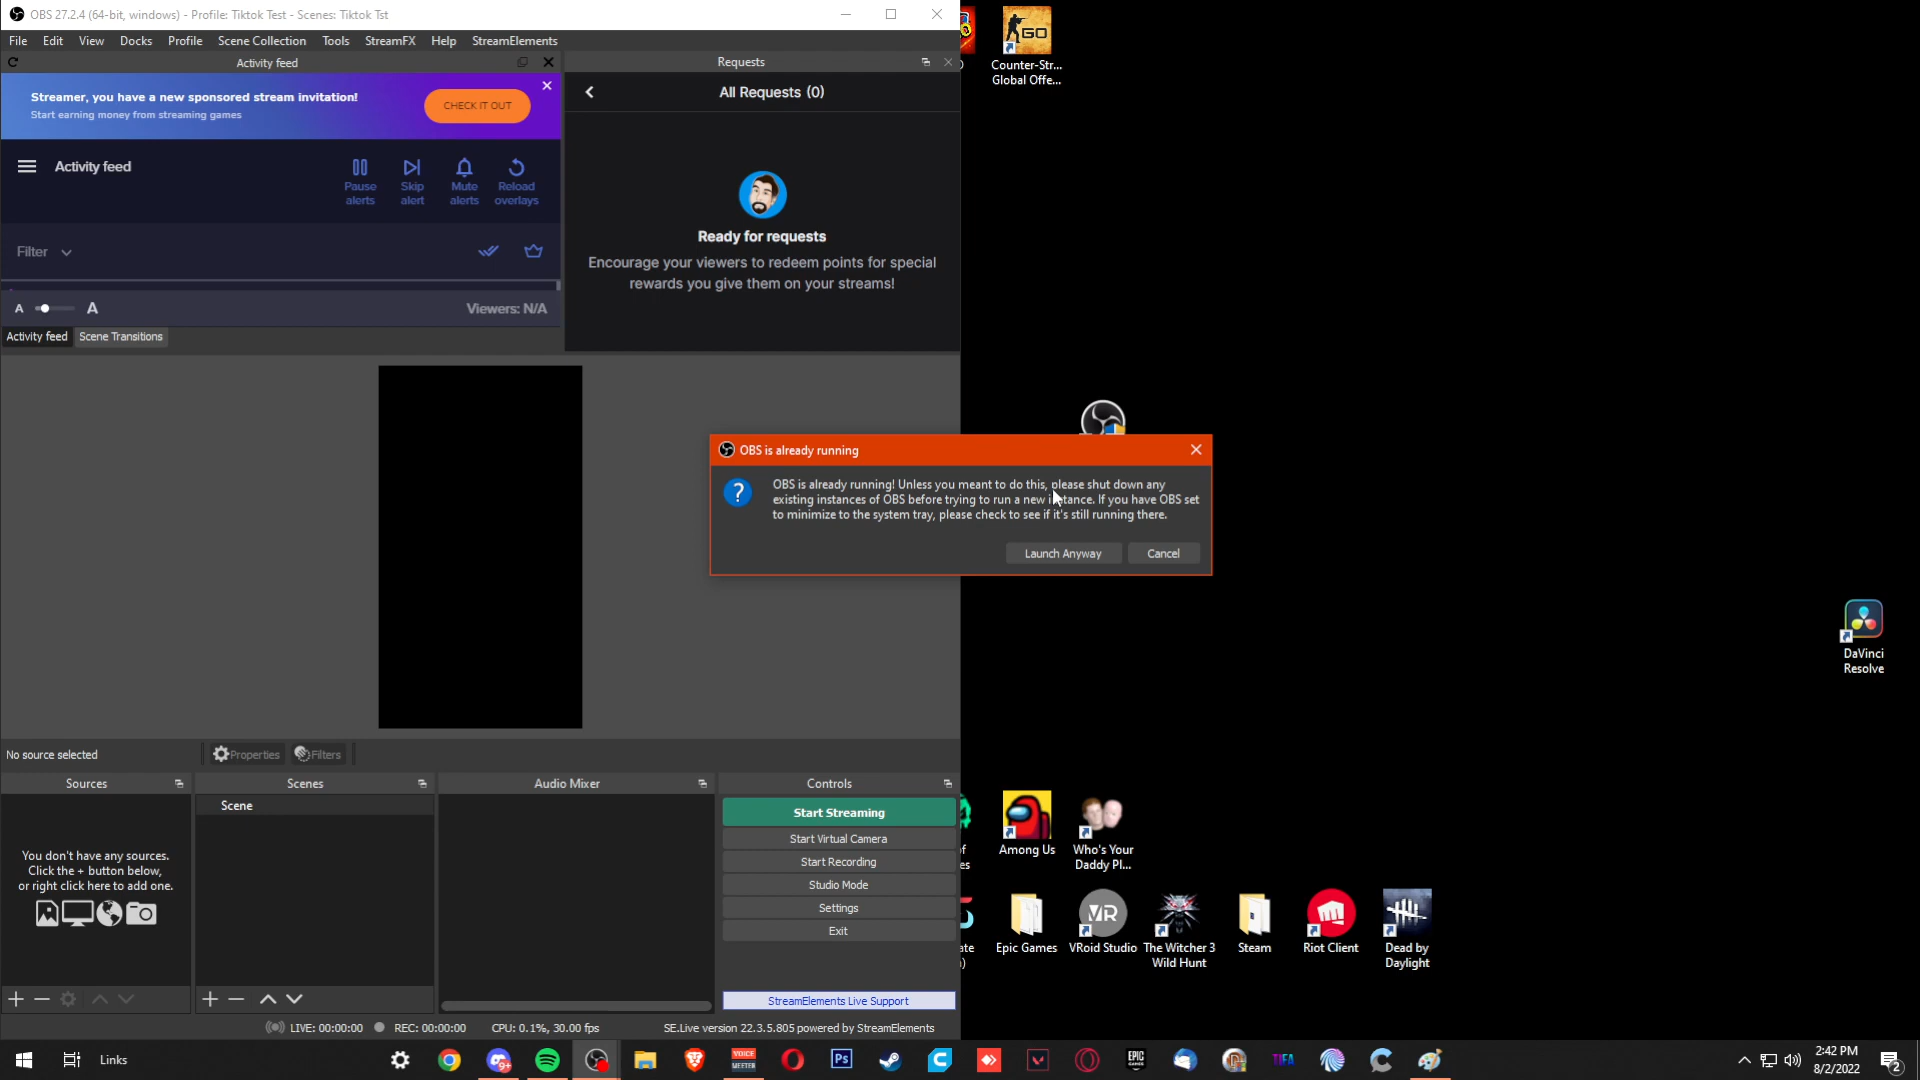 OBS 27.2.4 (64-bit, windows) - Profile: Tiktok Test - Scenes: Tiktok Tst
File Edit View Docks Profile Scene Collection Tools StreamFX Help StreamElements
Activity feed
Streamer, you have a new sponsored stream invitation!
Start earning money from streaming games
CHECK IT OUT
Activity feed
Pause alerts
Skip alert
Mute alerts
Reload overlays
Filter
A A
Viewers: N/A
Activity feed Scene Transitions
Requests
All Requests (0)
Ready for requests
Encourage your viewers to redeem points for special
rewards you give them on your streams!
Counter-Str...
Global Offe...
GO
OBS is already running
OBS is already running! Unless you meant to do this, please shut down any
existing instances of OBS before trying to run a new instance. If you have OBS set
to minimize to the system tray, please check to see if it's still running there.
Launch Anyway Cancel
DaVinci
Resolve
No source selected
Properties Filters
Sources
You don't have any sources.
Click the + button below,
or right click here to add one.
Scenes
Scene
Audio Mixer
Controls
Start Streaming
Start Virtual Camera
Start Recording
Studio Mode
Settings
Exit
StreamElements Live Support
LIVE: 00:00:00 REC: 00:00:00 CPU: 0.1%, 30.00 fps SE.Live version 22.3.5.805 powered by StreamElements
Among Us
Who's Your
Daddy Pl...
Epic Games
VR
VRoid Studio
The Witcher 3
Wild Hunt
Steam
Riot Client
Dead by
Daylight
Links
9+
VOICE
MEETER
Ps
EPIC
GAMES
TIFA
2:42 PM
8/2/2022
2